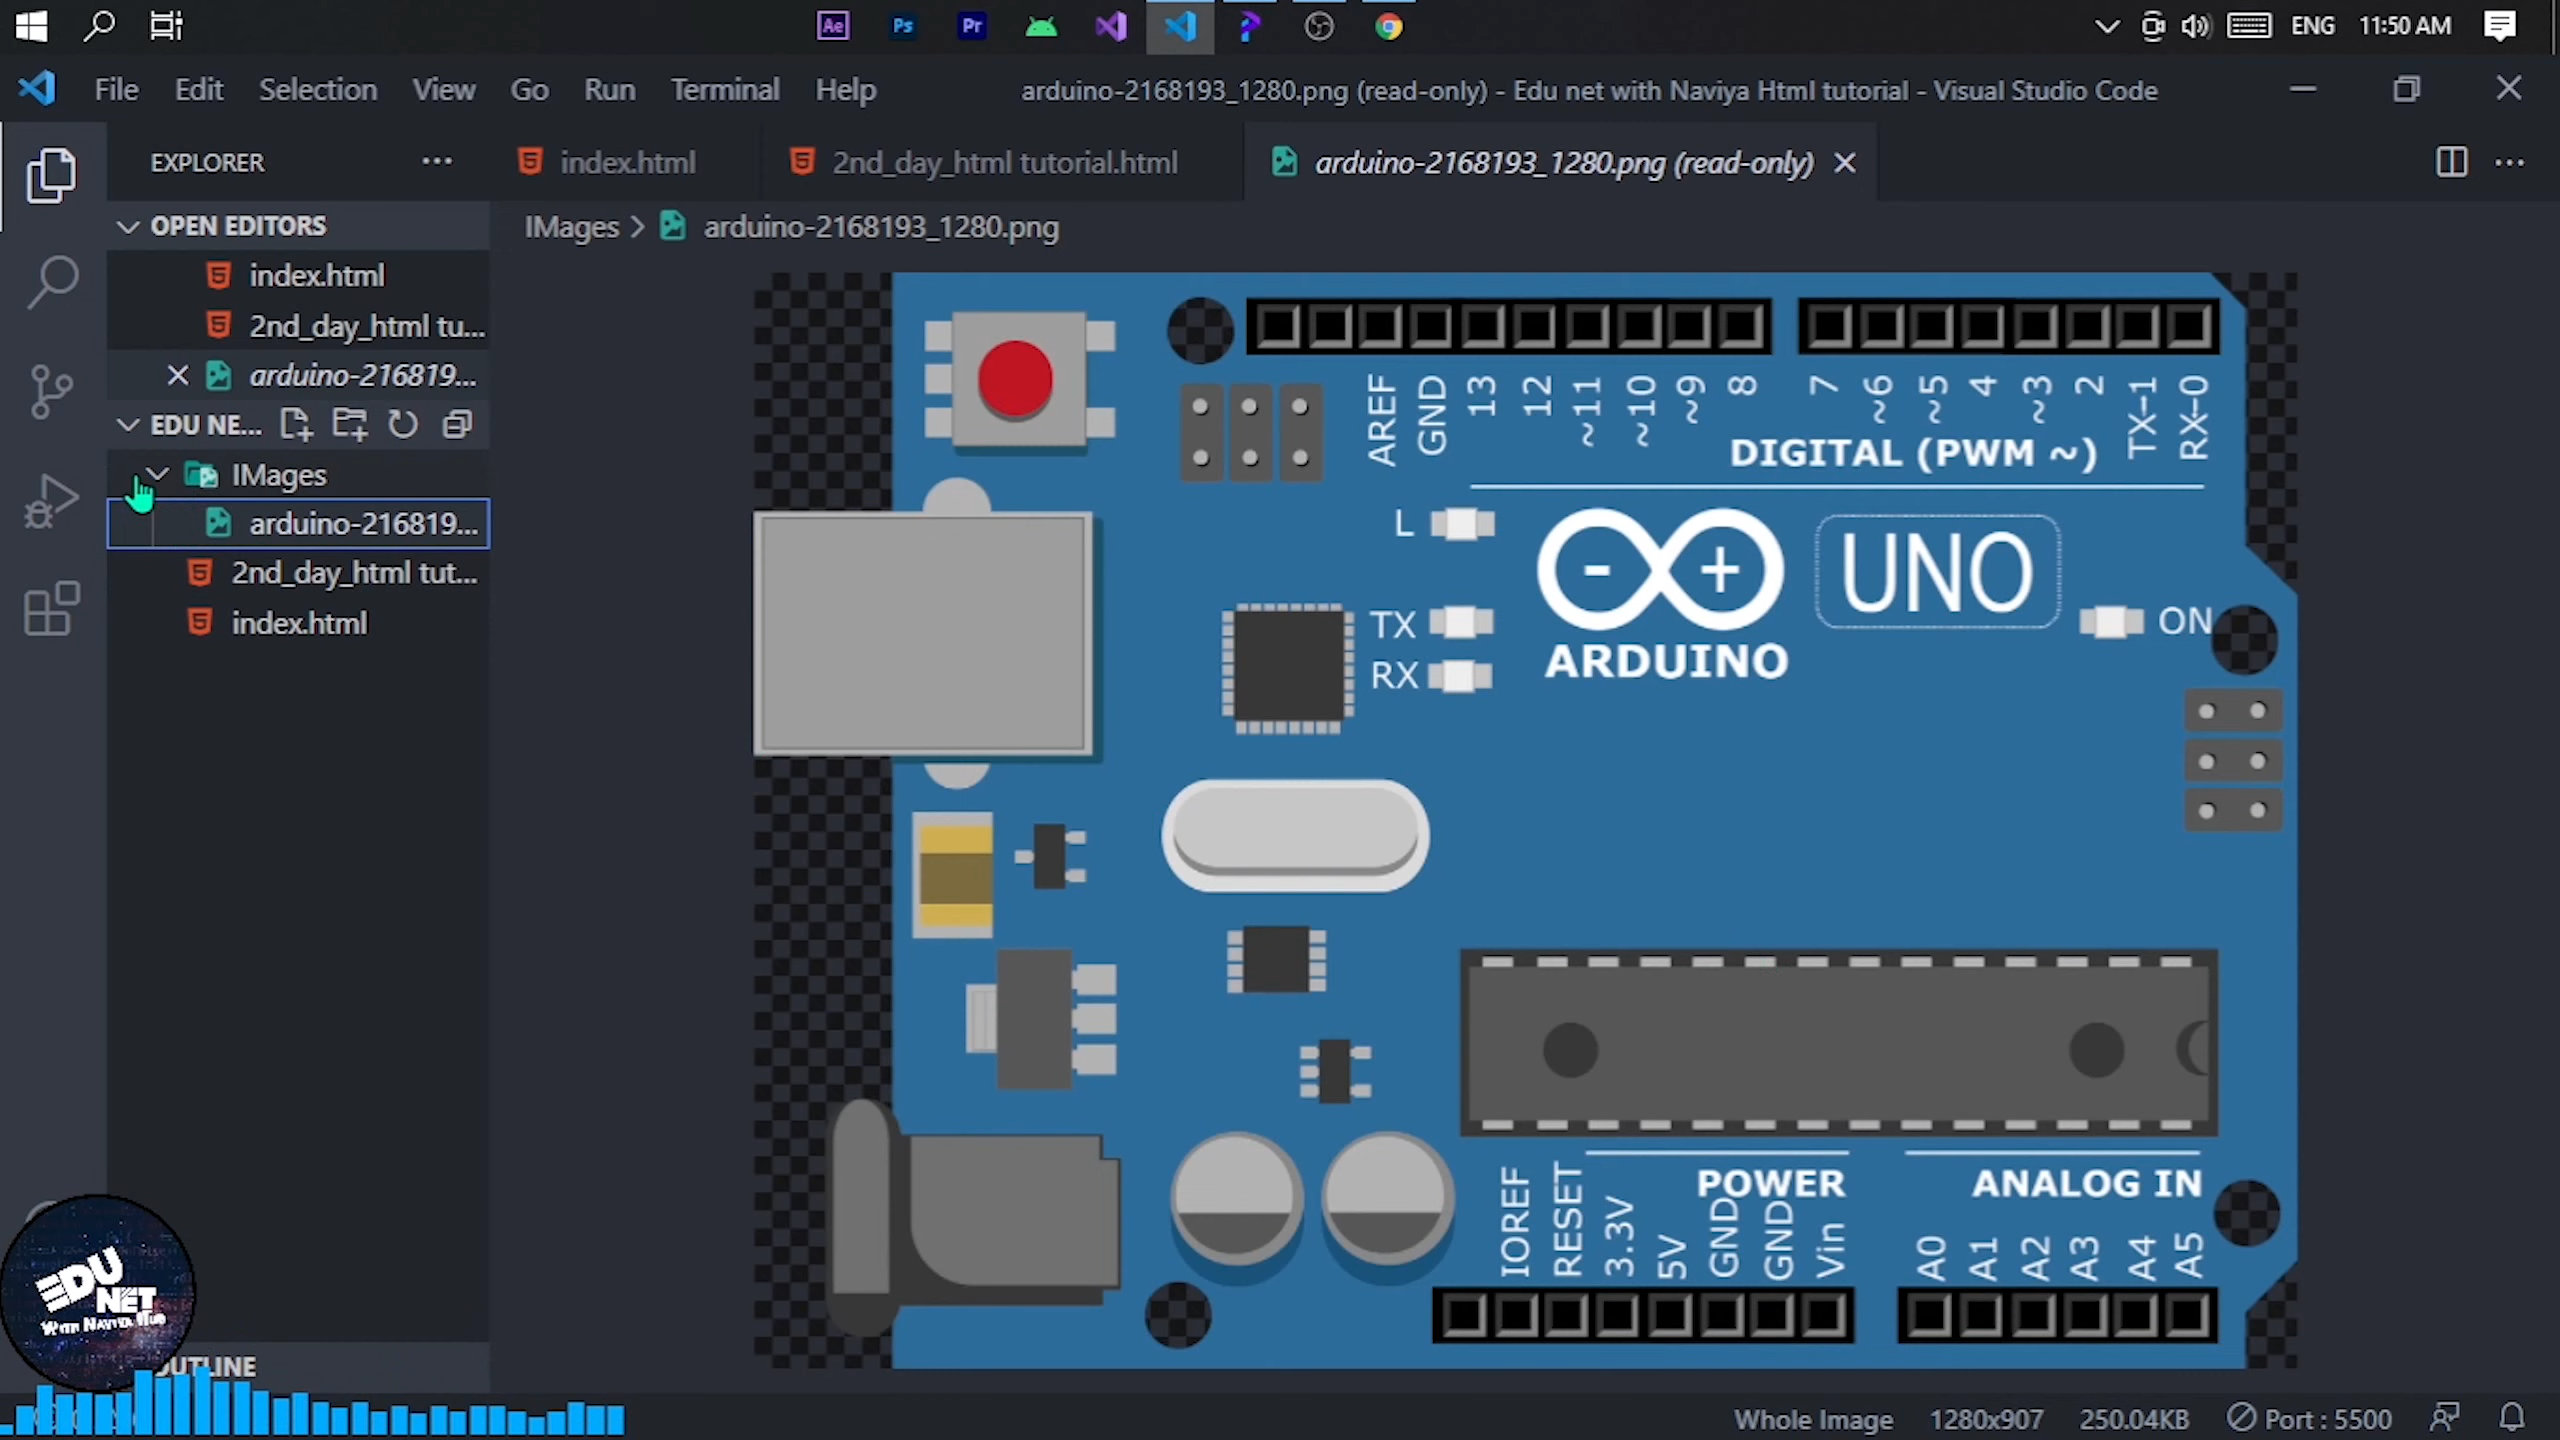 Ae
Ps
Pr
ENG
11:50 AM
File Edit Selection View Go Run Terminal Help
arduino-2168193_1280.png (read-only) - Edu net with Naviya Html tutorial - Visual Studio Code
EXPLORER
index.html
2nd_day_html tutorial.html
arduino-2168193_1280.png (read-only)
OPEN EDITORS
index.html
2nd_day_html tu...
arduino-216819...
EDU NE...
IMages
arduino-216819...
2nd_day_html tut...
index.html
IMages > arduino-2168193_1280.png
AREF
GND
13
12
~11
~10
~9
8
7
~6
~5
4
~3
2
TX-1
RX-0
DIGITAL (PWM ~)
L
TX
RX
- +
ARDUINO
UNO
ON
POWER
ANALOG IN
IOREF
RESET
3.3V
5V
GND
GND
Vin
A0
A1
A2
A3
A4
A5
EDU
NET
OUTLINE
Whole Image
1280x907
250.04KB
Port : 5500